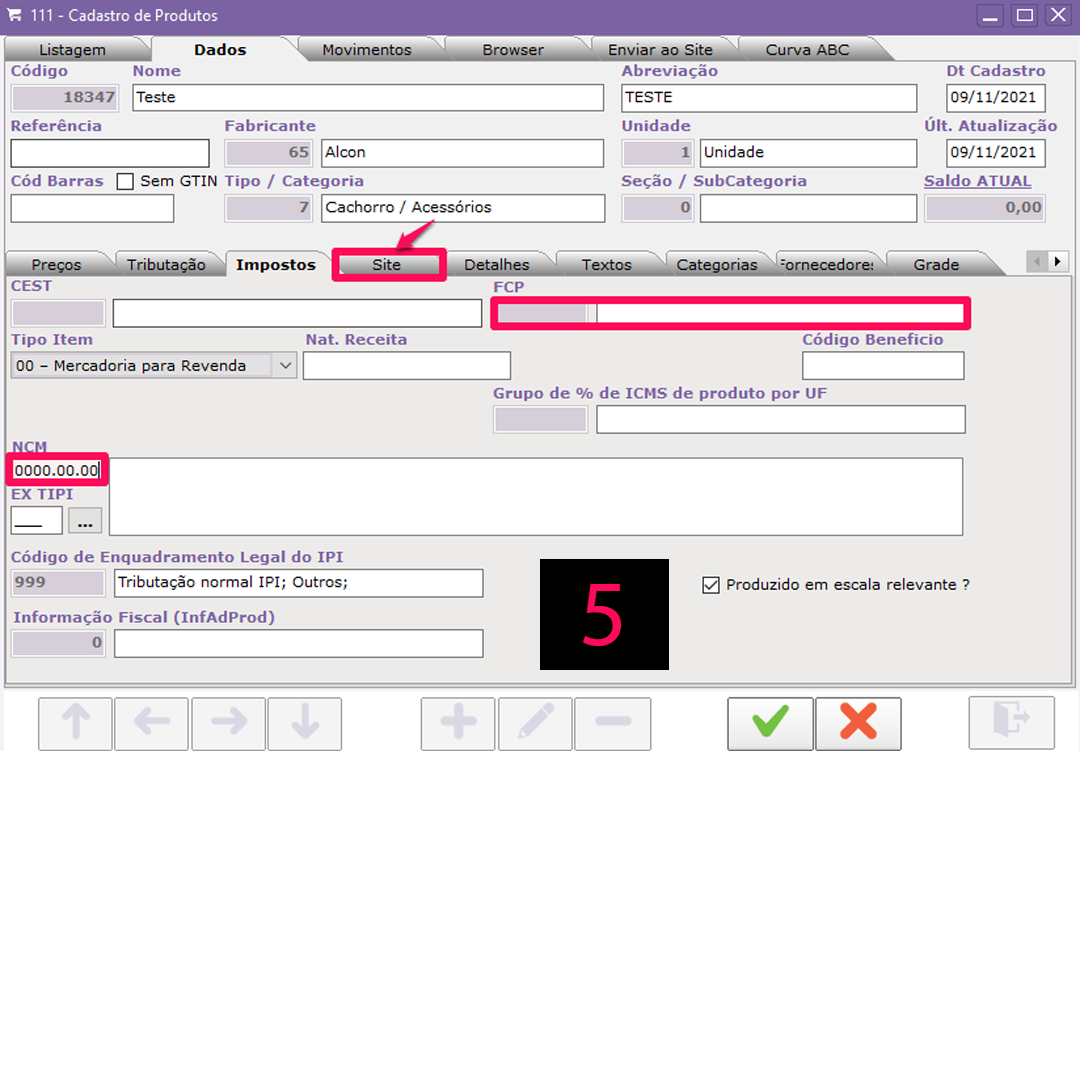 111 - Cadastro de Produtos
Listagem Dados Movimentos Browser Enviar ao Site Curva ABC
Código Nome Abreviação Dt Cadastro
18347 Teste TESTE 09/11/2021
Referência Fabricante Unidade Últ. Atualização
65 Alcon 1 Unidade 09/11/2021
Cód Barras Sem GTIN Tipo / Categoria Seção / SubCategoria Saldo ATUAL
7 Cachorro / Acessórios 0 0,00
Preços Tributação Impostos Site Detalhes Textos Categorias Fornecedores Grade
CEST FCP
Tipo Item Nat. Receita Código Beneficio
00 – Mercadoria para Revenda
Grupo de % de ICMS de produto por UF
NCM
0000.00.00
EX TIPI
___ ...
Código de Enquadramento Legal do IPI
999 Tributação normal IPI; Outros; 5 Produzido em escala relevante ?
Informação Fiscal (InfAdProd)
0